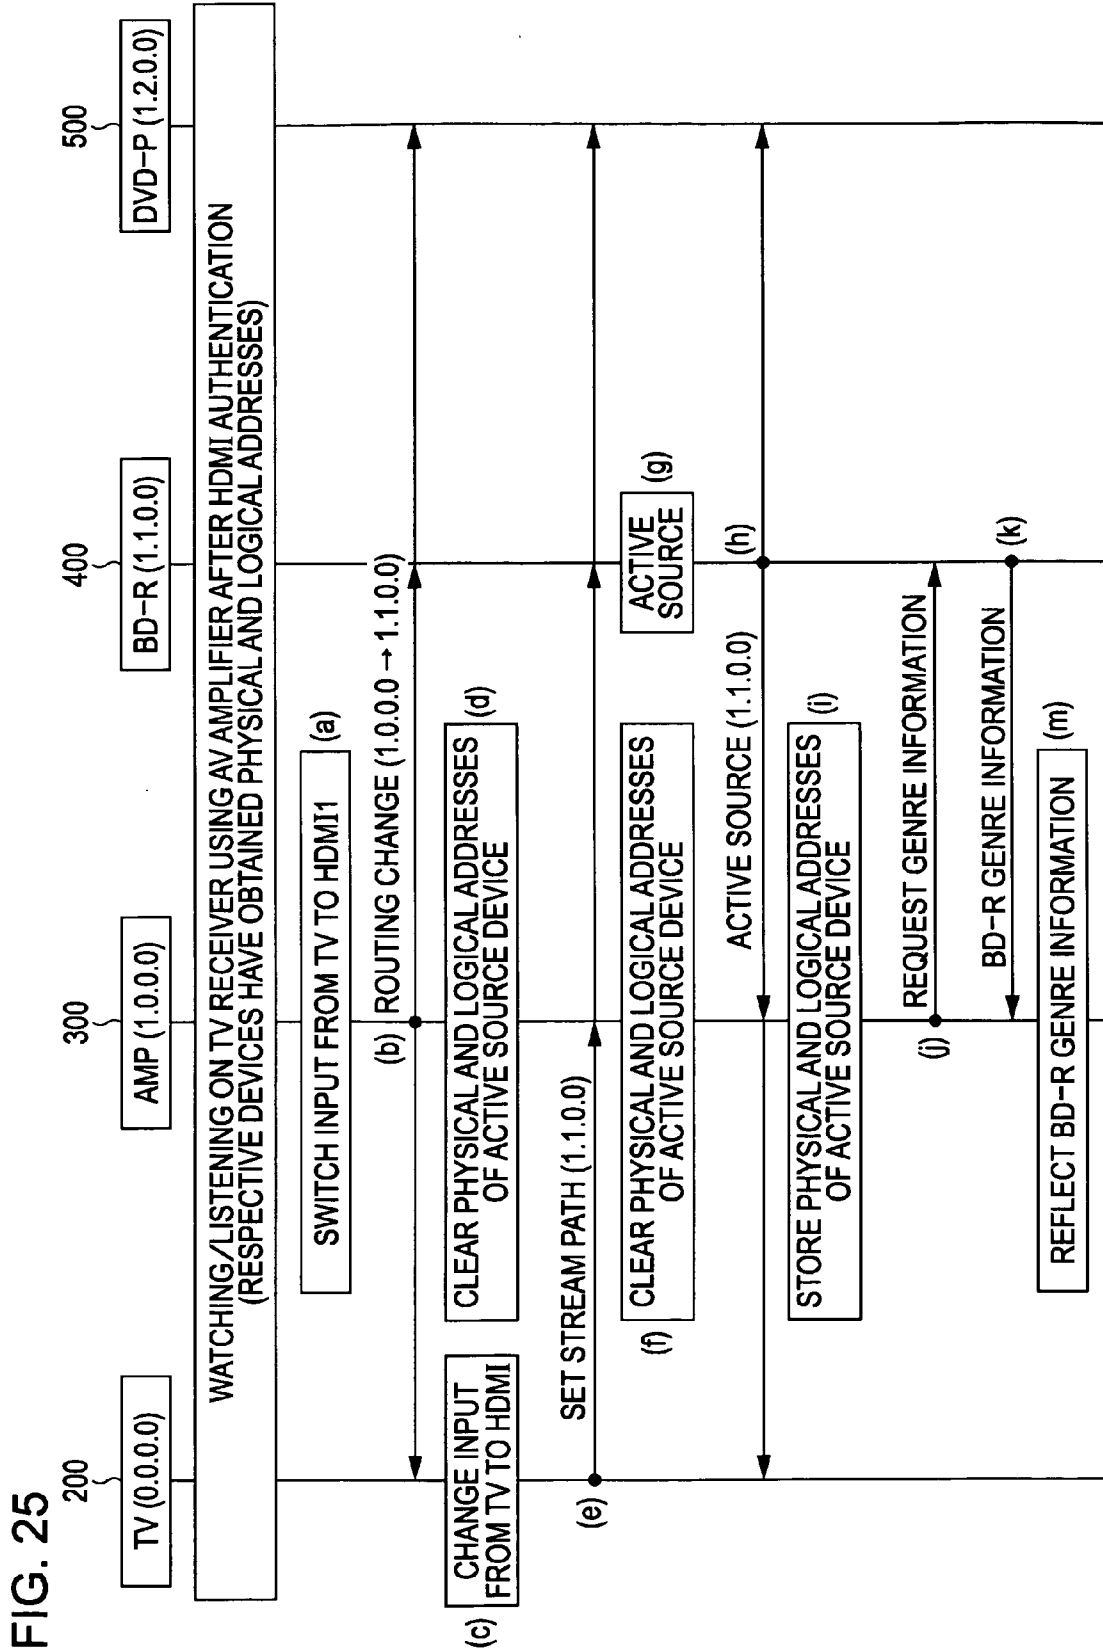 FIG. 25
200
300
400
500
TV (0.0.0.0)
AMP (1.0.0.0)
BD-R (1.1.0.0)
DVD-P (1.2.0.0)
WATCHING/LISTENING ON TV RECEIVER USING AV AMPLIFIER AFTER HDMI AUTHENTICATION
(RESPECTIVE DEVICES HAVE OBTAINED PHYSICAL AND LOGICAL ADDRESSES)
SWITCH INPUT FROM TV TO HDMI1
(a)
(b)
ROUTING CHANGE (1.0.0.0 → 1.1.0.0)
(c)
CHANGE INPUT
FROM TV TO HDMI
CLEAR PHYSICAL AND LOGICAL ADDRESSES
OF ACTIVE SOURCE DEVICE
(d)
SET STREAM PATH (1.1.0.0)
(e)
(f)
CLEAR PHYSICAL AND LOGICAL ADDRESSES
OF ACTIVE SOURCE DEVICE
ACTIVE
SOURCE
(g)
ACTIVE SOURCE (1.1.0.0)
(h)
STORE PHYSICAL AND LOGICAL ADDRESSES
OF ACTIVE SOURCE DEVICE
(i)
(j)
REQUEST GENRE INFORMATION
BD-R GENRE INFORMATION
(k)
REFLECT BD-R GENRE INFORMATION
(m)